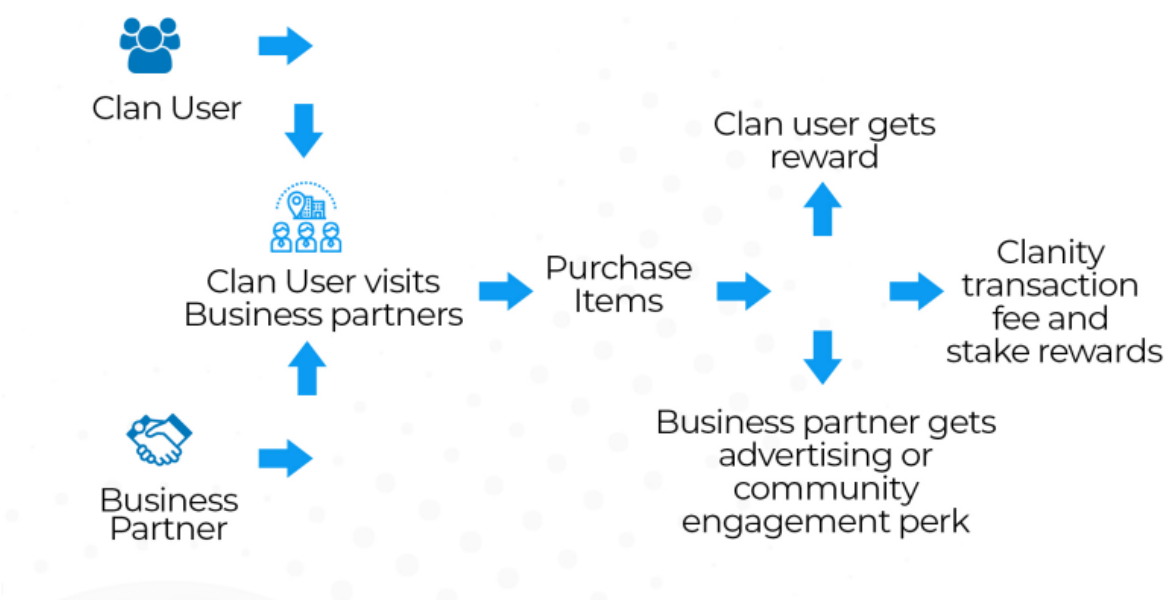 Clan User
Clan User visits
Business partners
Business
Partner
Purchase
Items
Clan user gets
reward
Clanity
transaction
fee and
stake rewards
Business partner gets
advertising or
community
engagement perk